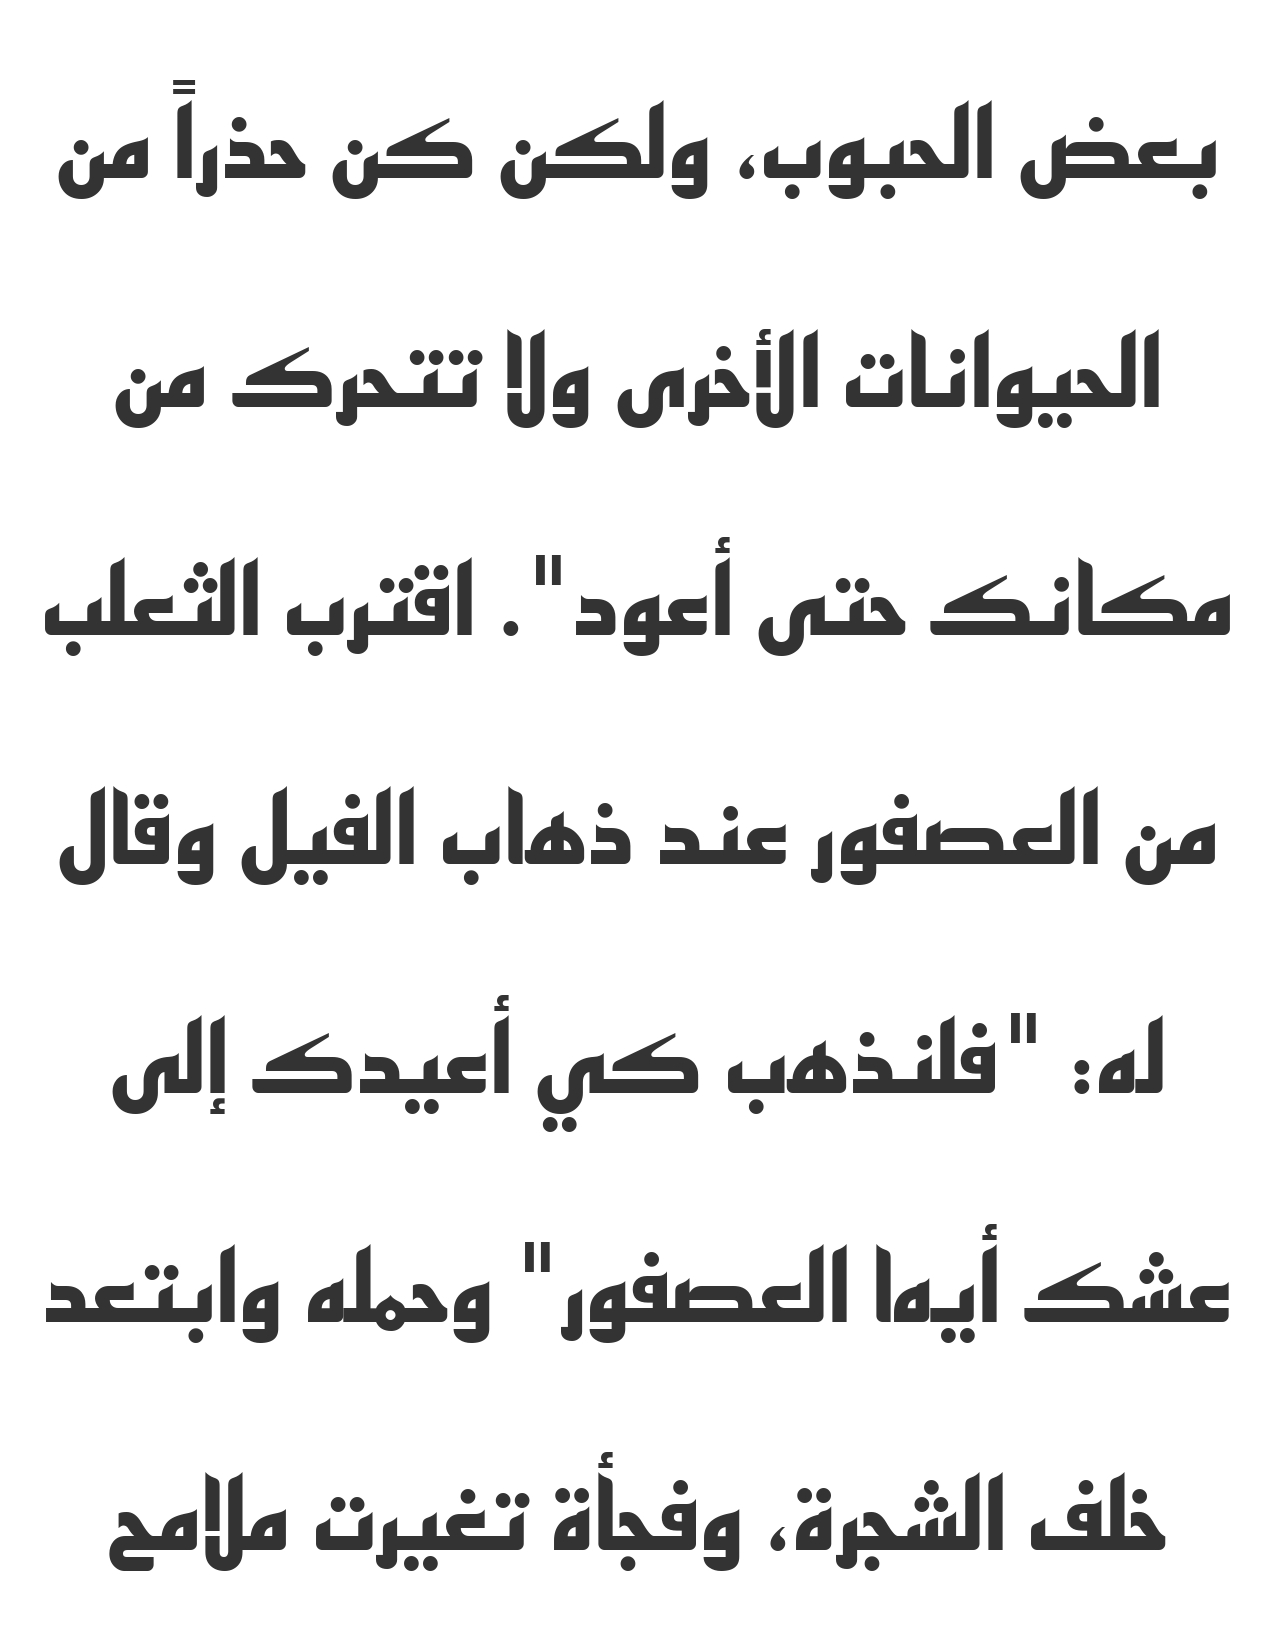 بعض الحبوب، ولكن كن حذراً من
الحيوانات الأخرى ولا تتحرك من
مكانك حتى أعود". اقترب الثعلب
من العصفور عند ذهاب الفيل وقال
له: "فلنذهب كي أعيدك إلى
عشك أيها العصفور" وحمله وابتعد
خلف الشجرة، وفجأة تغيرت ملامح